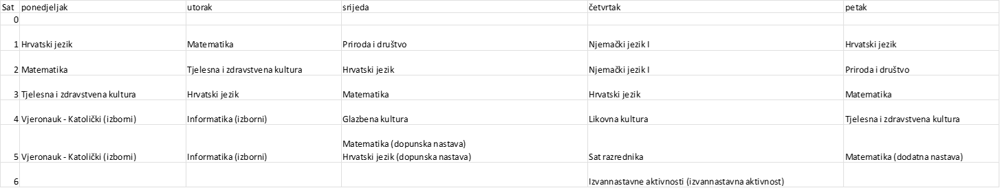 Sat ponedjeljak utorak srijeda četvrtak petak
0
1 Hrvatski jezik Matematika Priroda i društvo Njemački jezik I Hrvatski jezik
2 Matematika Tjelesna i zdravstvena kultura Hrvatski jezik Njemački jezik I Priroda i društvo
3 Tjelesna i zdravstvena kultura Hrvatski jezik Matematika Hrvatski jezik Matematika
4 Vjeronauk - Katolički (izborni) Informatika (izborni) Glazbena kultura Likovna kultura Tjelesna i zdravstvena kultura
Matematika (dopunska nastava)
5 Vjeronauk - Katolički (izborni) Informatika (izborni) Hrvatski jezik (dopunska nastava) Sat razrednika Matematika (dodatna nastava)
6 Izvannastavne aktivnosti (izvannastavna aktivnost)